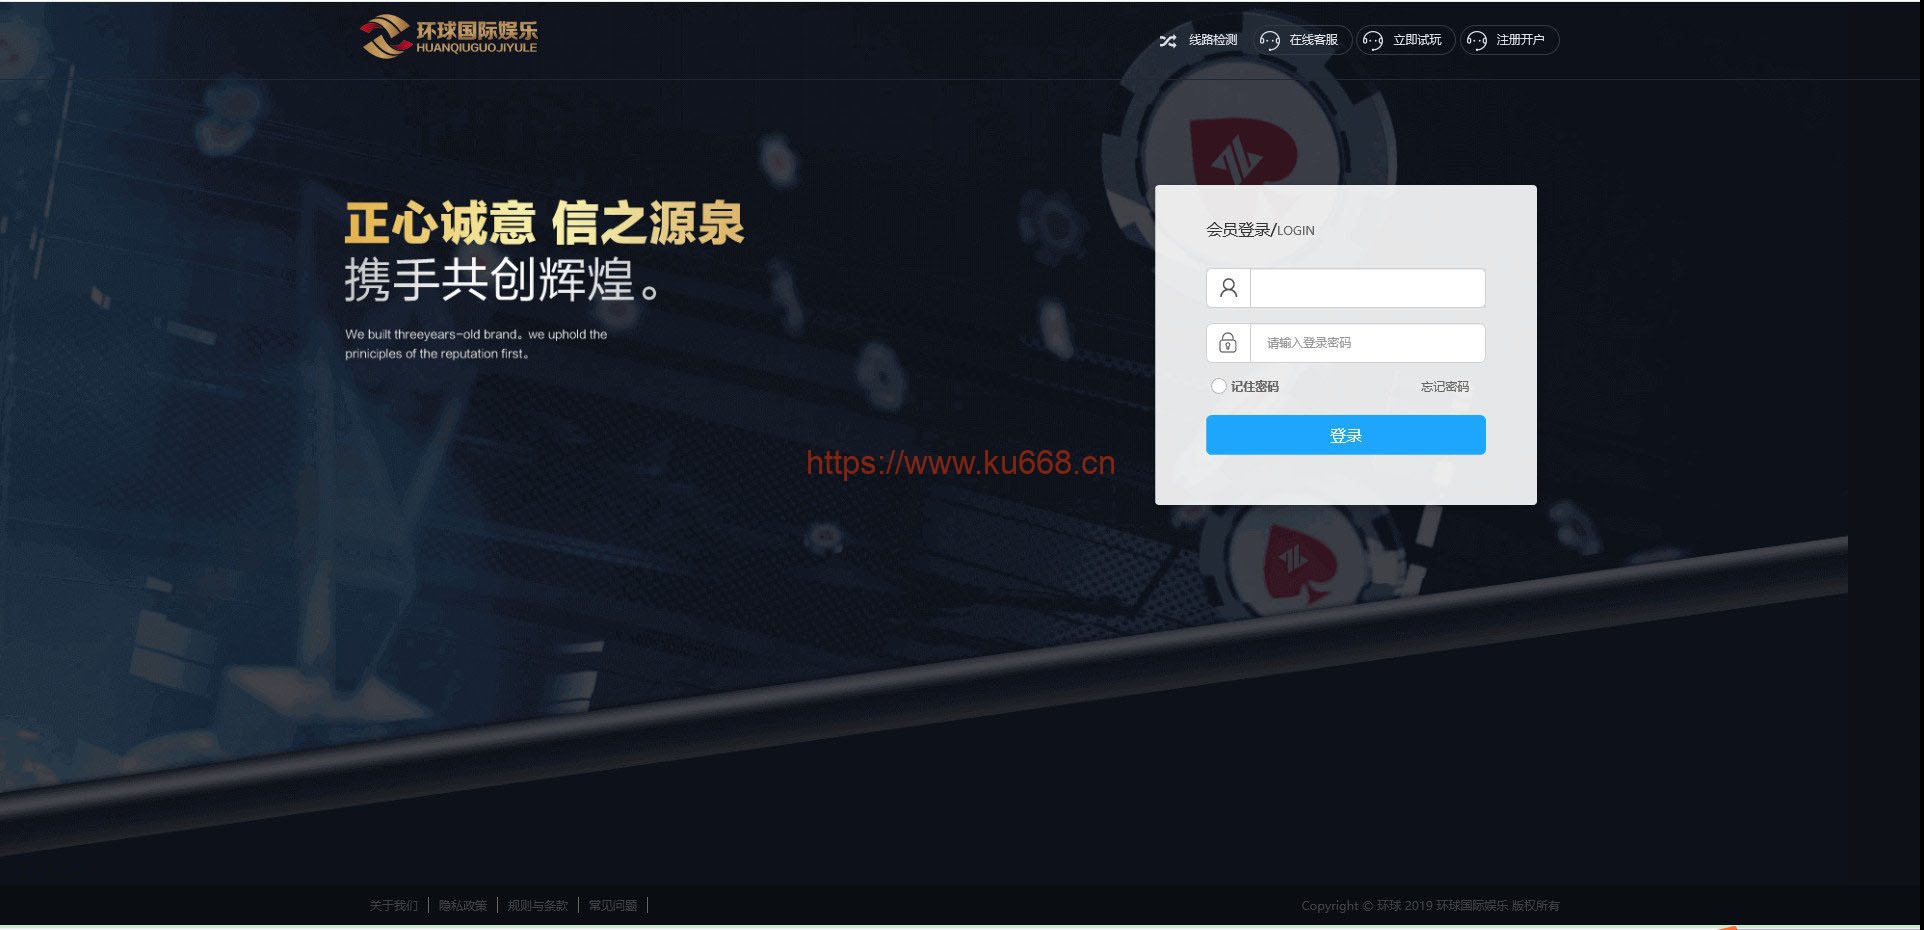 环球国际娱乐
HUANQIUGUOJIYULE
线路检测 在线客服 立即试玩 注册开户
正心诚意 信之源泉
携手共创辉煌。
We built threeyears-old brand。we uphold the
priniciples of the reputation first。
会员登录/LOGIN
请输入登录密码
记住密码 忘记密码
登录
https://www.ku668.cn
关于我们 | 隐私政策 | 规则与条款 | 常见问题 |
Copyright © 环球 2019 环球国际娱乐 版权所有